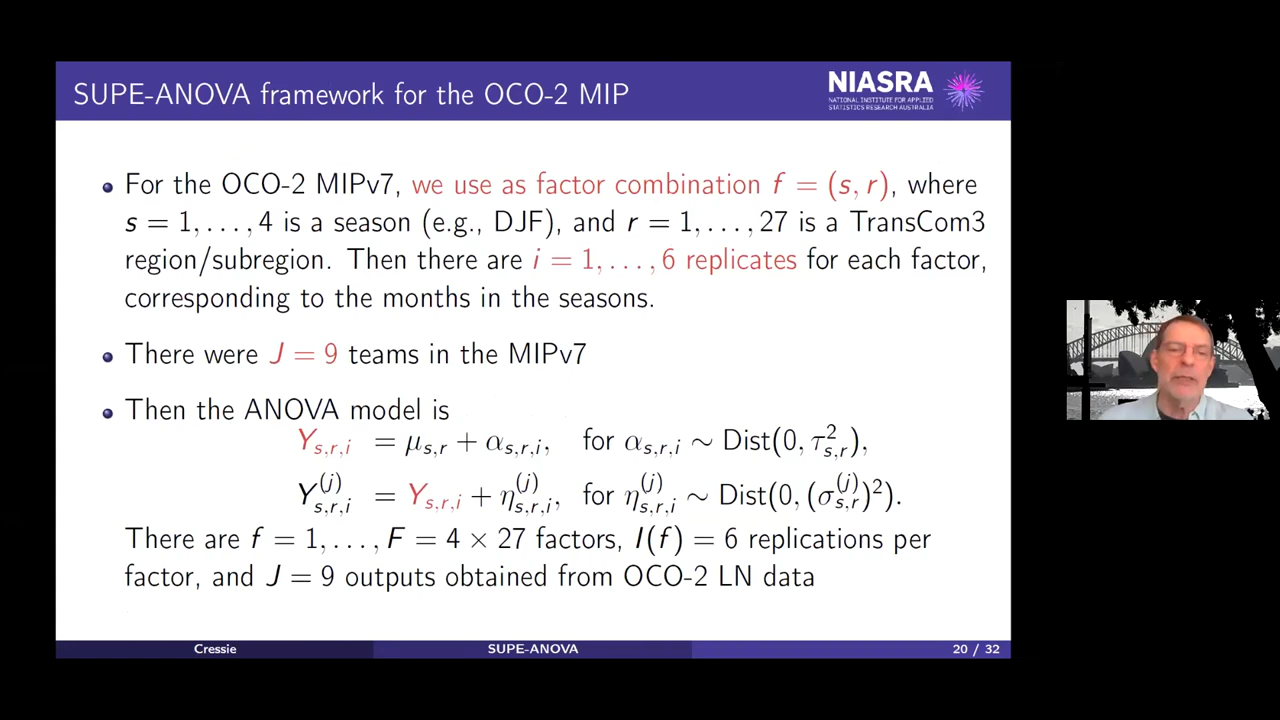 SUPE-ANOVA framework for the OCO-2 MIP
NIASRA
NATIONAL INSTITUTE FOR APPLIED
STATISTICS RESEARCH AUSTRALIA
For the OCO-2 MIPv7, we use as factor combination f = (s, r), where
s = 1, . . . , 4 is a season (e.g., DJF), and r = 1, . . . , 27 is a TransCom3
region/subregion. Then there are i = 1, . . . , 6 replicates for each factor,
corresponding to the months in the seasons.
There were J = 9 teams in the MIPv7
Then the ANOVA model is
Y_{s,r,i} = μ_{s,r} + α_{s,r,i}, for α_{s,r,i} ∼ Dist(0, τ²_{s,r}),
Y^{(j)}_{s,r,i} = Y_{s,r,i} + η^{(j)}_{s,r,i}, for η^{(j)}_{s,r,i} ∼ Dist(0, (σ^{(j)}_{s,r})²).
There are f = 1, . . . , F = 4 × 27 factors, I(f) = 6 replications per
factor, and J = 9 outputs obtained from OCO-2 LN data
Cressie SUPE-ANOVA 20 / 32